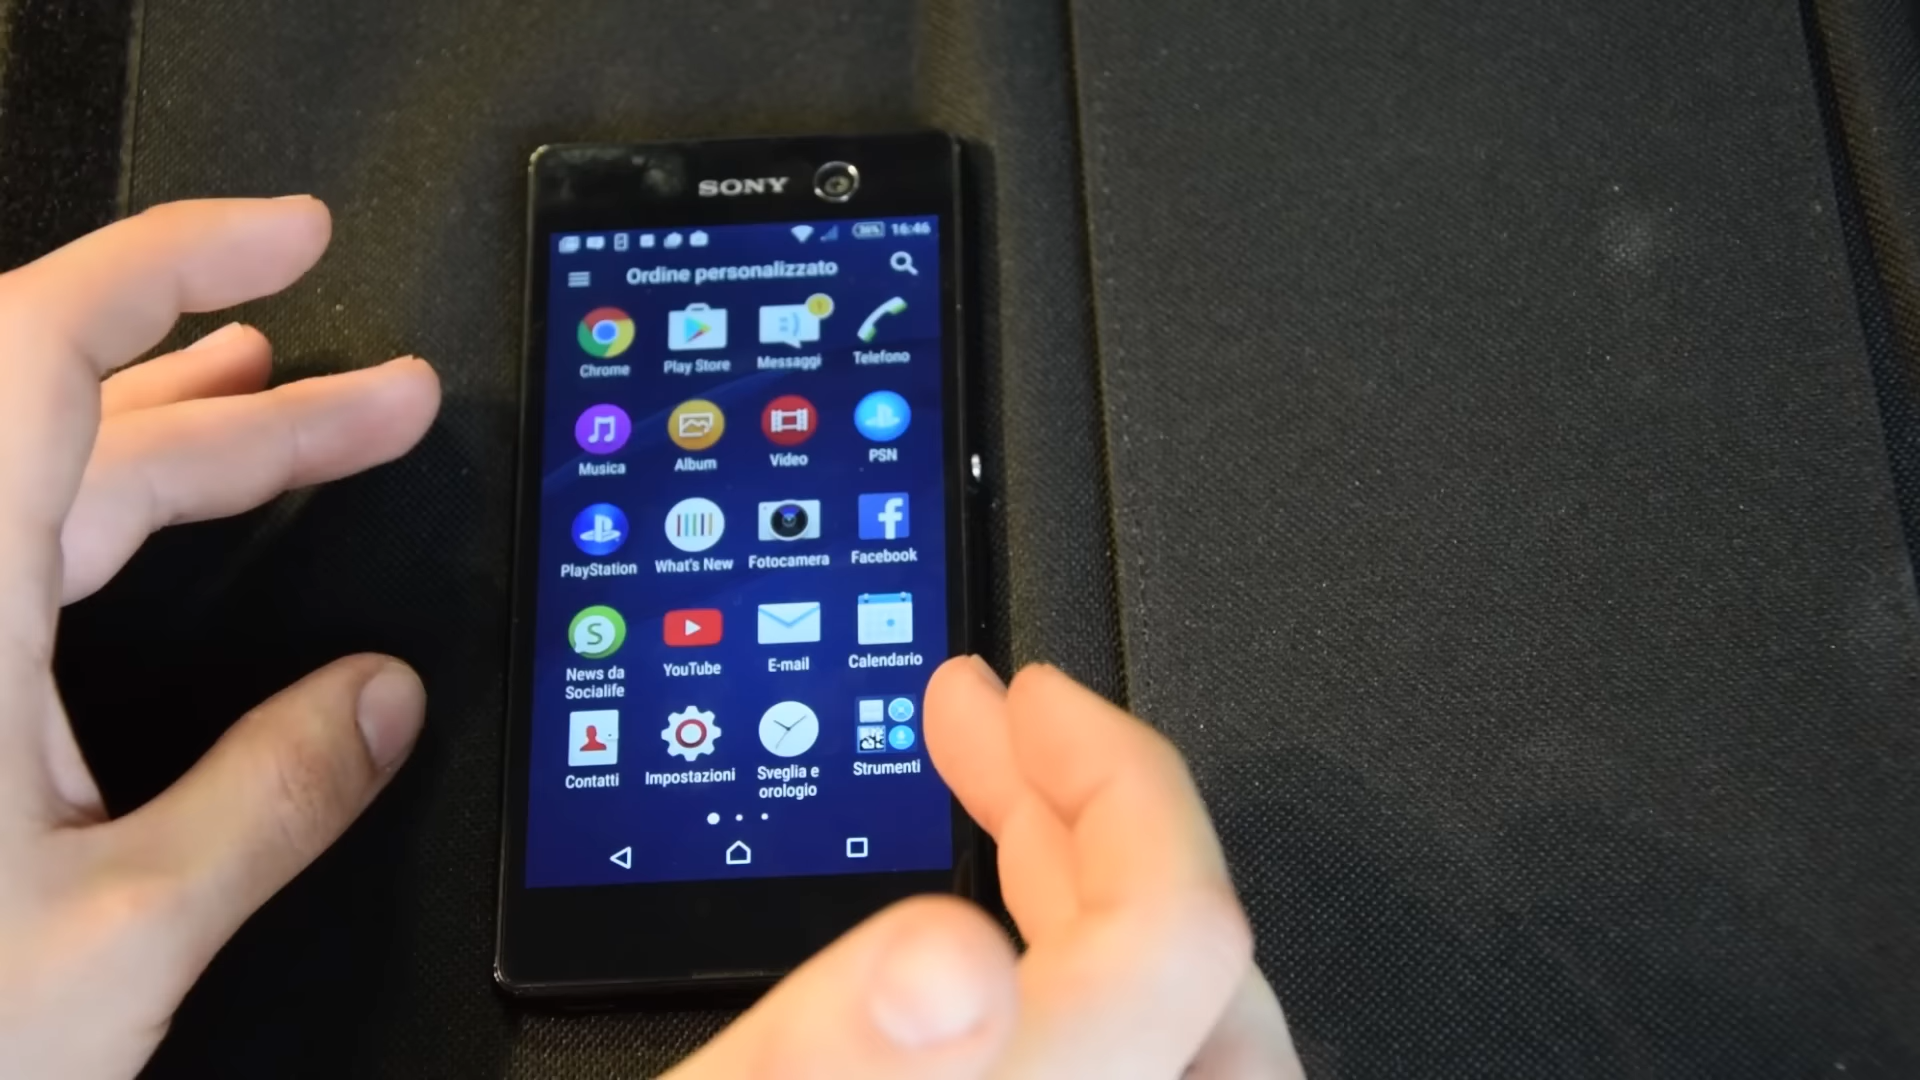 SONY
16:46
Ordine personalizzato
Chrome
Play Store
Messaggi
Telefono
Musica
Album
Video
PSN
PlayStation
What's New
Fotocamera
Facebook
News da
Socialife
YouTube
E-mail
Calendario
Contatti
Impostazioni
Sveglia e
orologio
Strumenti